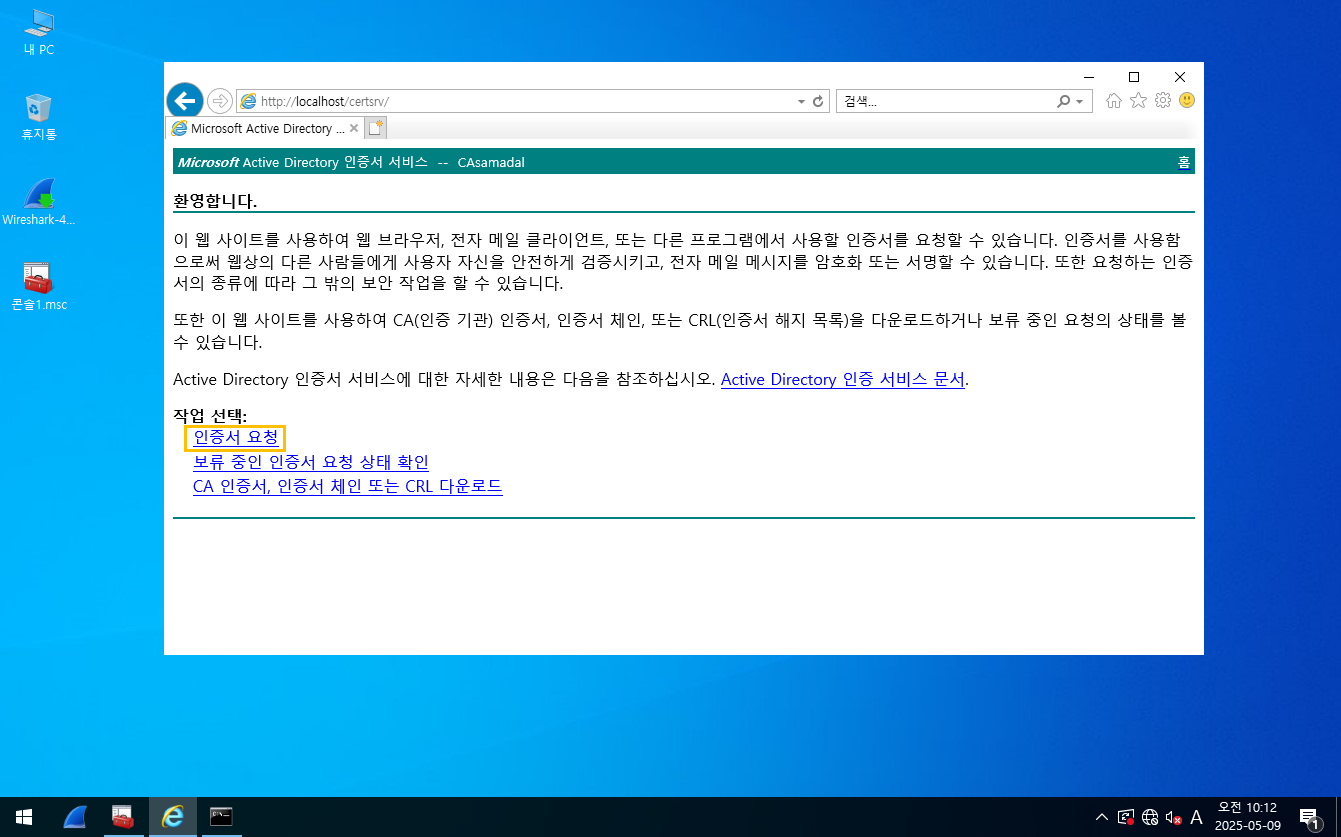 내 PC
휴지통
Wireshark-4...
콘솔1.msc
http://localhost/certsrv/
검색...
Microsoft Active Directory ...
Microsoft Active Directory 인증서 서비스 -- CAsamadal
홈
환영합니다.
이 웹 사이트를 사용하여 웹 브라우저, 전자 메일 클라이언트, 또는 다른 프로그램에서 사용할 인증서를 요청할 수 있습니다. 인증서를 사용함
으로써 웹상의 다른 사람들에게 사용자 자신을 안전하게 검증시키고, 전자 메일 메시지를 암호화 또는 서명할 수 있습니다. 또한 요청하는 인증
서의 종류에 따라 그 밖의 보안 작업을 할 수 있습니다.
또한 이 웹 사이트를 사용하여 CA(인증 기관) 인증서, 인증서 체인, 또는 CRL(인증서 해지 목록)을 다운로드하거나 보류 중인 요청의 상태를 볼
수 있습니다.
Active Directory 인증서 서비스에 대한 자세한 내용은 다음을 참조하십시오. Active Directory 인증 서비스 문서.
작업 선택:
인증서 요청
보류 중인 인증서 요청 상태 확인
CA 인증서, 인증서 체인 또는 CRL 다운로드
A
오전 10:12
2025-05-09
1